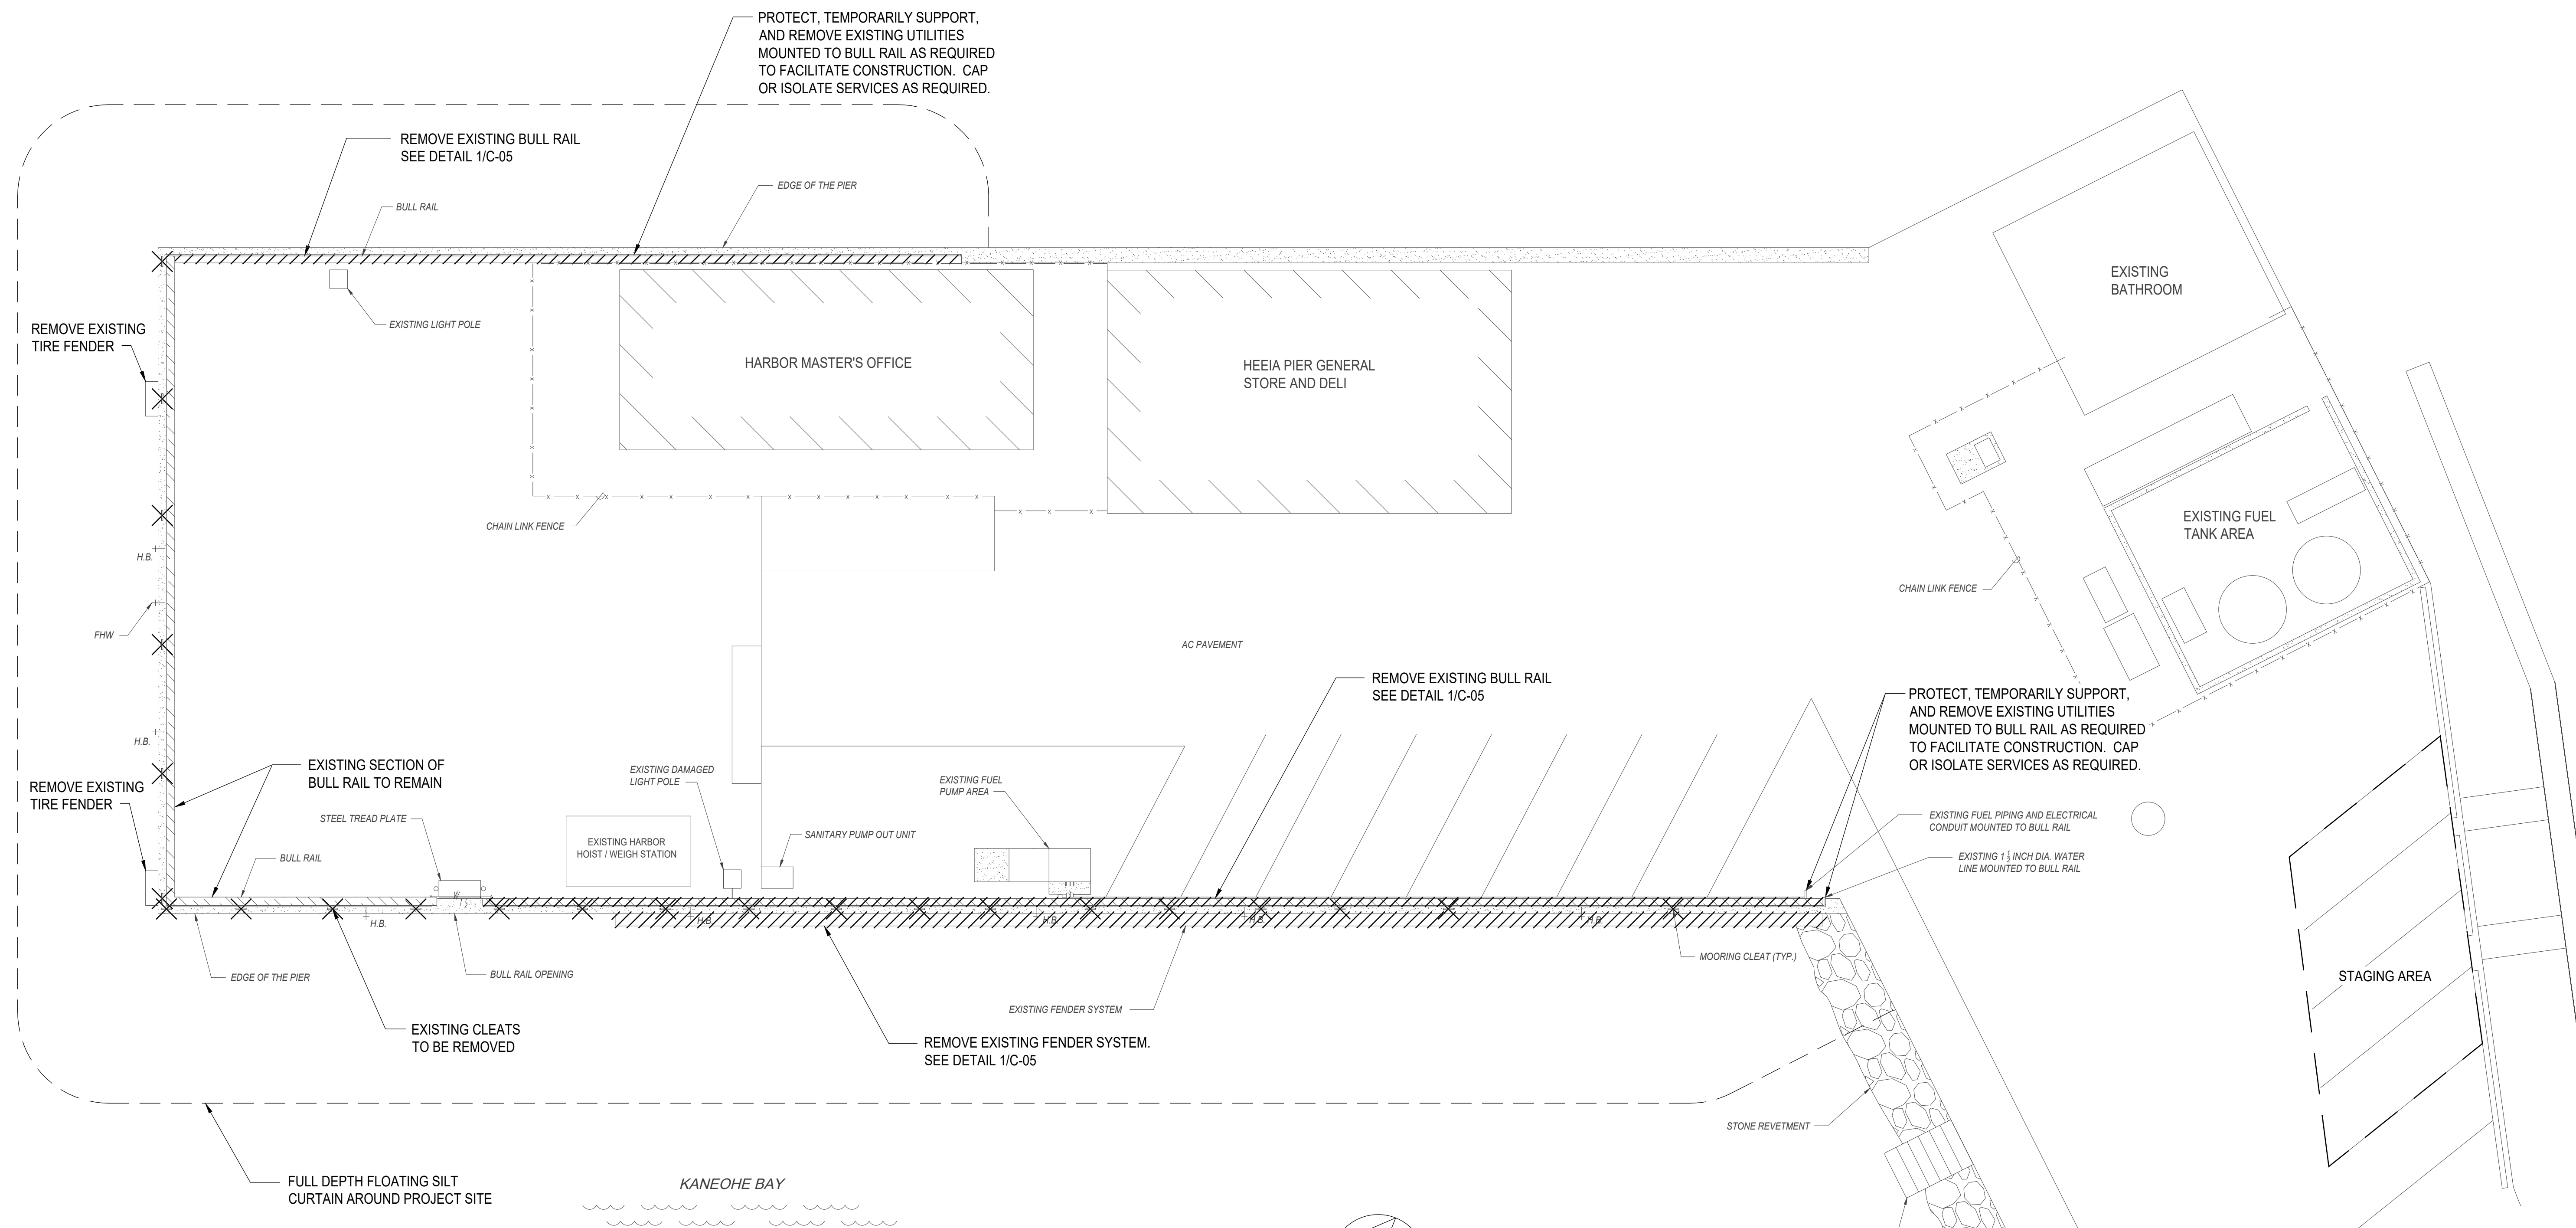 PROTECT, TEMPORARILY SUPPORT,
AND REMOVE EXISTING UTILITIES
MOUNTED TO BULL RAIL AS REQUIRED
TO FACILITATE CONSTRUCTION. CAP
OR ISOLATE SERVICES AS REQUIRED.
REMOVE EXISTING BULL RAIL
SEE DETAIL 1/C-05
EDGE OF THE PIER
BULL RAIL
EXISTING
BATHROOM
EXISTING LIGHT POLE
REMOVE EXISTING
TIRE FENDER
HARBOR MASTER'S OFFICE
HEEIA PIER GENERAL
STORE AND DELI
CHAIN LINK FENCE
EXISTING FUEL
TANK AREA
H.B.
CHAIN LINK FENCE
FHW
AC PAVEMENT
REMOVE EXISTING BULL RAIL
SEE DETAIL 1/C-05
PROTECT, TEMPORARILY SUPPORT,
AND REMOVE EXISTING UTILITIES
MOUNTED TO BULL RAIL AS REQUIRED
TO FACILITATE CONSTRUCTION. CAP
OR ISOLATE SERVICES AS REQUIRED.
H.B.
EXISTING SECTION OF
BULL RAIL TO REMAIN
EXISTING DAMAGED
LIGHT POLE
EXISTING FUEL
PUMP AREA
REMOVE EXISTING
TIRE FENDER
STEEL TREAD PLATE
EXISTING FUEL PIPING AND ELECTRICAL
CONDUIT MOUNTED TO BULL RAIL
SANITARY PUMP OUT UNIT
EXISTING HARBOR
HOIST / WEIGH STATION
BULL RAIL
EXISTING 1 1/2 INCH DIA. WATER
LINE MOUNTED TO BULL RAIL
H.B.
H.B.
H.B.
H.B.
H.B.
MOORING CLEAT (TYP.)
EDGE OF THE PIER
BULL RAIL OPENING
STAGING AREA
EXISTING FENDER SYSTEM
EXISTING CLEATS
TO BE REMOVED
REMOVE EXISTING FENDER SYSTEM.
SEE DETAIL 1/C-05
STONE REVETMENT
FULL DEPTH FLOATING SILT
CURTAIN AROUND PROJECT SITE
KANEOHE BAY